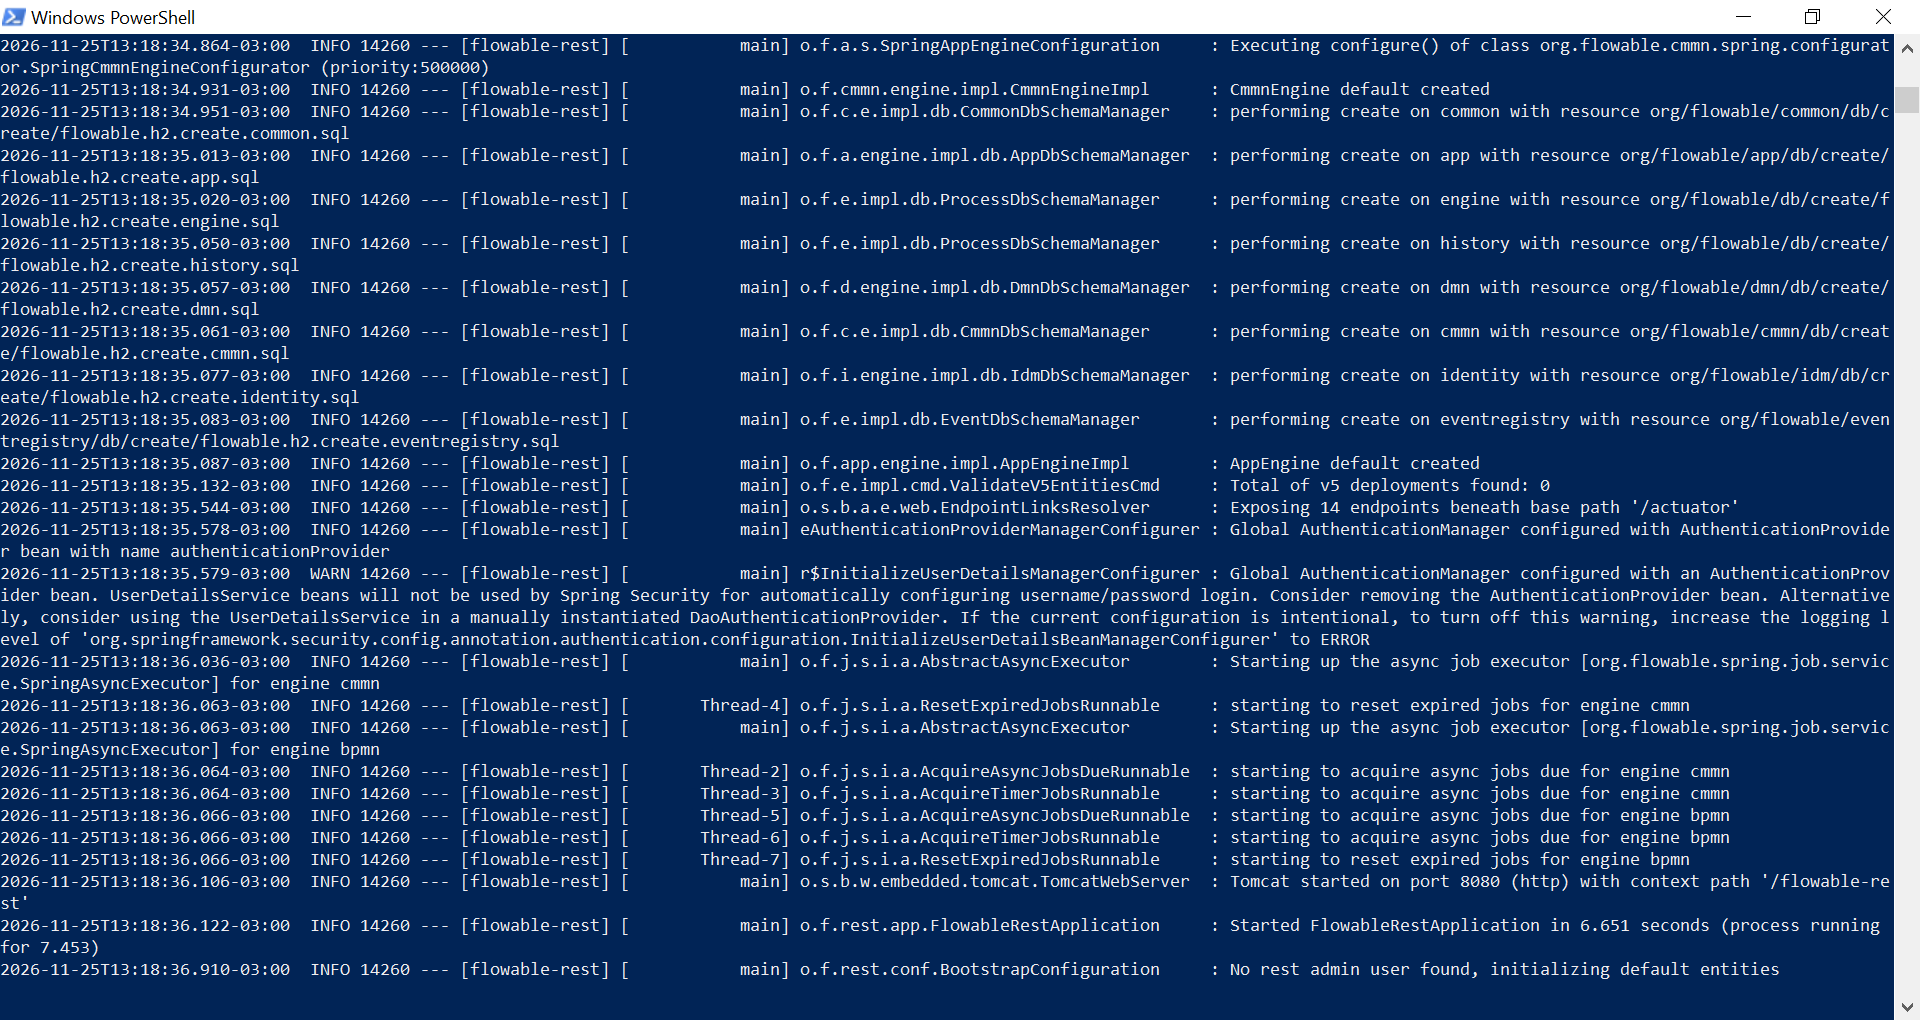 Windows PowerShell
2026-11-25T13:18:34.864-03:00  INFO 14260 --- [flowable-rest] [           main] o.f.a.s.SpringAppEngineConfiguration     : Executing configure() of class org.flowable.cmmn.spring.configurat
or.SpringCmmnEngineConfigurator (priority:500000)
2026-11-25T13:18:34.931-03:00  INFO 14260 --- [flowable-rest] [           main] o.f.cmmn.engine.impl.CmmnEngineImpl      : CmmnEngine default created
2026-11-25T13:18:34.951-03:00  INFO 14260 --- [flowable-rest] [           main] o.f.c.e.impl.db.CommonDbSchemaManager    : performing create on common with resource org/flowable/common/db/c
reate/flowable.h2.create.common.sql
2026-11-25T13:18:35.013-03:00  INFO 14260 --- [flowable-rest] [           main] o.f.a.engine.impl.db.AppDbSchemaManager  : performing create on app with resource org/flowable/app/db/create/
flowable.h2.create.app.sql
2026-11-25T13:18:35.020-03:00  INFO 14260 --- [flowable-rest] [           main] o.f.e.impl.db.ProcessDbSchemaManager     : performing create on engine with resource org/flowable/db/create/f
lowable.h2.create.engine.sql
2026-11-25T13:18:35.050-03:00  INFO 14260 --- [flowable-rest] [           main] o.f.e.impl.db.ProcessDbSchemaManager     : performing create on history with resource org/flowable/db/create/
flowable.h2.create.history.sql
2026-11-25T13:18:35.057-03:00  INFO 14260 --- [flowable-rest] [           main] o.f.d.engine.impl.db.DmnDbSchemaManager  : performing create on dmn with resource org/flowable/dmn/db/create/
flowable.h2.create.dmn.sql
2026-11-25T13:18:35.061-03:00  INFO 14260 --- [flowable-rest] [           main] o.f.c.e.impl.db.CmmnDbSchemaManager      : performing create on cmmn with resource org/flowable/cmmn/db/creat
e/flowable.h2.create.cmmn.sql
2026-11-25T13:18:35.077-03:00  INFO 14260 --- [flowable-rest] [           main] o.f.i.engine.impl.db.IdmDbSchemaManager  : performing create on identity with resource org/flowable/idm/db/cr
eate/flowable.h2.create.identity.sql
2026-11-25T13:18:35.083-03:00  INFO 14260 --- [flowable-rest] [           main] o.f.e.impl.db.EventDbSchemaManager       : performing create on eventregistry with resource org/flowable/even
tregistry/db/create/flowable.h2.create.eventregistry.sql
2026-11-25T13:18:35.087-03:00  INFO 14260 --- [flowable-rest] [           main] o.f.app.engine.impl.AppEngineImpl        : AppEngine default created
2026-11-25T13:18:35.132-03:00  INFO 14260 --- [flowable-rest] [           main] o.f.e.impl.cmd.ValidateV5EntitiesCmd     : Total of v5 deployments found: 0
2026-11-25T13:18:35.544-03:00  INFO 14260 --- [flowable-rest] [           main] o.s.b.a.e.web.EndpointLinksResolver      : Exposing 14 endpoints beneath base path '/actuator'
2026-11-25T13:18:35.578-03:00  INFO 14260 --- [flowable-rest] [           main] eAuthenticationProviderManagerConfigurer : Global AuthenticationManager configured with AuthenticationProvide
r bean with name authenticationProvider
2026-11-25T13:18:35.579-03:00  WARN 14260 --- [flowable-rest] [           main] r$InitializeUserDetailsManagerConfigurer : Global AuthenticationManager configured with an AuthenticationProv
ider bean. UserDetailsService beans will not be used by Spring Security for automatically configuring username/password login. Consider removing the AuthenticationProvider bean. Alternative
ly, consider using the UserDetailsService in a manually instantiated DaoAuthenticationProvider. If the current configuration is intentional, to turn off this warning, increase the logging l
evel of 'org.springframework.security.config.annotation.authentication.configuration.InitializeUserDetailsBeanManagerConfigurer' to ERROR
2026-11-25T13:18:36.036-03:00  INFO 14260 --- [flowable-rest] [           main] o.f.j.s.i.a.AbstractAsyncExecutor        : Starting up the async job executor [org.flowable.spring.job.servic
e.SpringAsyncExecutor] for engine cmmn
2026-11-25T13:18:36.063-03:00  INFO 14260 --- [flowable-rest] [       Thread-4] o.f.j.s.i.a.ResetExpiredJobsRunnable     : starting to reset expired jobs for engine cmmn
2026-11-25T13:18:36.063-03:00  INFO 14260 --- [flowable-rest] [           main] o.f.j.s.i.a.AbstractAsyncExecutor        : Starting up the async job executor [org.flowable.spring.job.servic
e.SpringAsyncExecutor] for engine bpmn
2026-11-25T13:18:36.064-03:00  INFO 14260 --- [flowable-rest] [       Thread-2] o.f.j.s.i.a.AcquireAsyncJobsDueRunnable  : starting to acquire async jobs due for engine cmmn
2026-11-25T13:18:36.064-03:00  INFO 14260 --- [flowable-rest] [       Thread-3] o.f.j.s.i.a.AcquireTimerJobsRunnable     : starting to acquire async jobs due for engine cmmn
2026-11-25T13:18:36.066-03:00  INFO 14260 --- [flowable-rest] [       Thread-5] o.f.j.s.i.a.AcquireAsyncJobsDueRunnable  : starting to acquire async jobs due for engine bpmn
2026-11-25T13:18:36.066-03:00  INFO 14260 --- [flowable-rest] [       Thread-6] o.f.j.s.i.a.AcquireTimerJobsRunnable     : starting to acquire async jobs due for engine bpmn
2026-11-25T13:18:36.066-03:00  INFO 14260 --- [flowable-rest] [       Thread-7] o.f.j.s.i.a.ResetExpiredJobsRunnable     : starting to reset expired jobs for engine bpmn
2026-11-25T13:18:36.106-03:00  INFO 14260 --- [flowable-rest] [           main] o.s.b.w.embedded.tomcat.TomcatWebServer  : Tomcat started on port 8080 (http) with context path '/flowable-re
st'
2026-11-25T13:18:36.122-03:00  INFO 14260 --- [flowable-rest] [           main] o.f.rest.app.FlowableRestApplication     : Started FlowableRestApplication in 6.651 seconds (process running
for 7.453)
2026-11-25T13:18:36.910-03:00  INFO 14260 --- [flowable-rest] [           main] o.f.rest.conf.BootstrapConfiguration     : No rest admin user found, initializing default entities